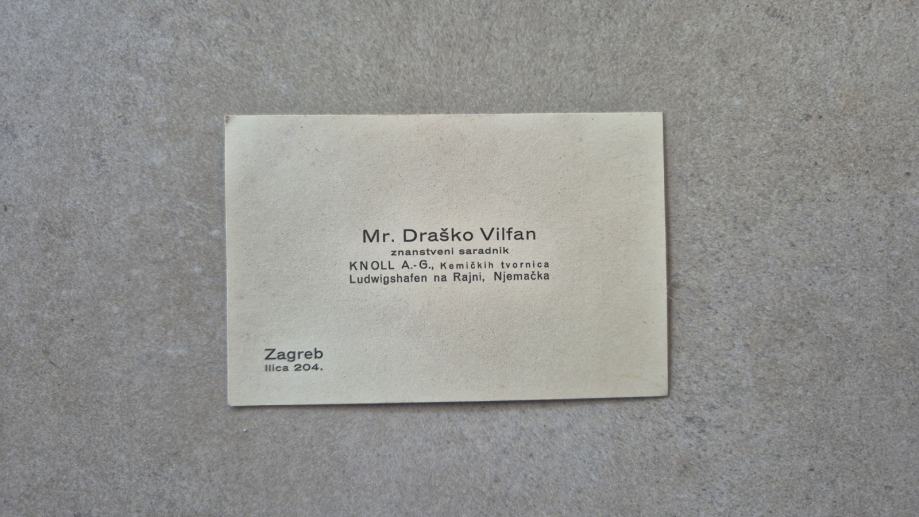 Mr. Draško Vilfan
znanstveni saradnik
KNOLL A.-G., Kemičkih tvornica
Ludwigshafen na Rajni, Njemačka
Zagreb
Ilica 204.